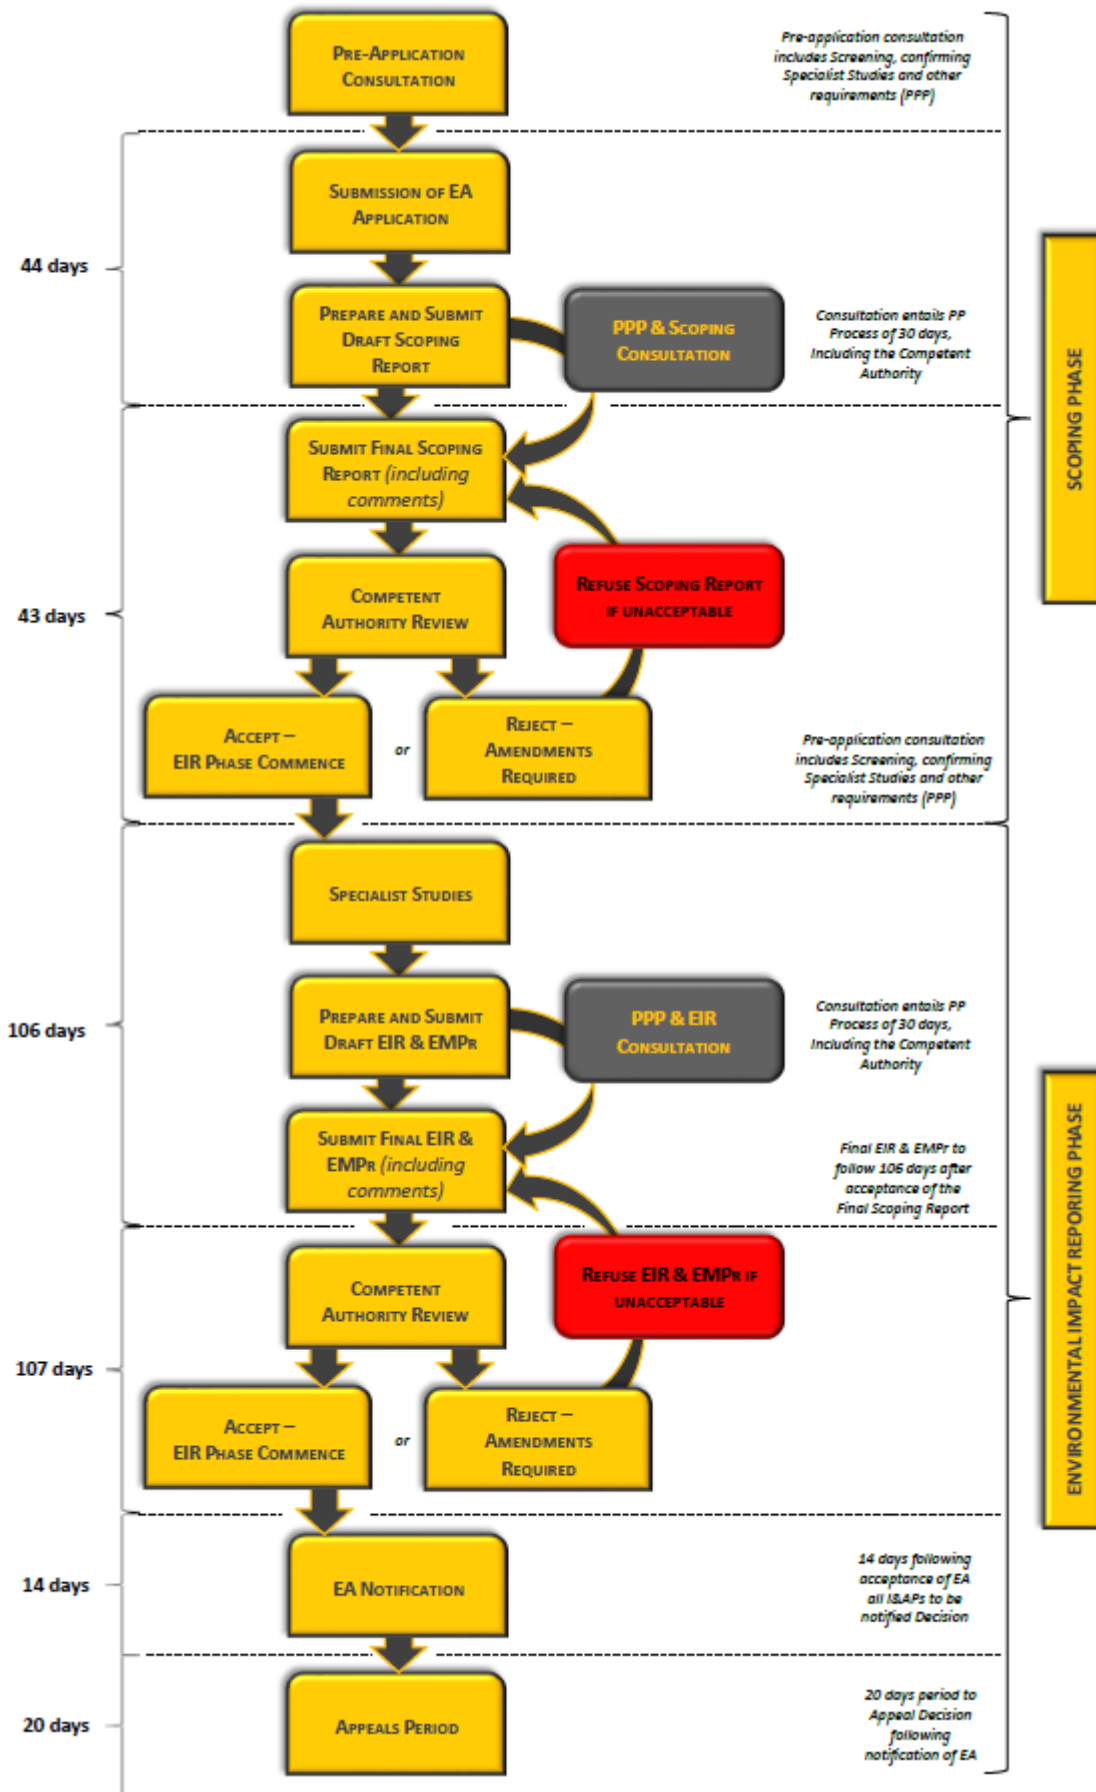 PRE-APPLICATION
CONSULTATION
Pre-application consultation
includes Screening, confirming
Specialist Studies and other
requirements (PPP)
SUBMISSION OF EA
APPLICATION
44 days
PREPARE AND SUBMIT
DRAFT SCOPING
REPORT
PPP & SCOPING
CONSULTATION
Consultation entails PP
Process of 30 days,
Including the Competent
Authority
SCOPING PHASE
SUBMIT FINAL SCOPING
REPORT (including
comments)
REFUSE SCOPING REPORT
IF UNACCEPTABLE
COMPETENT
AUTHORITY REVIEW
43 days
ACCEPT –
EIR PHASE COMMENCE
or
REJECT –
AMENDMENTS
REQUIRED
Pre-application consultation
includes Screening, confirming
Specialist Studies and other
requirements (PPP)
SPECIALIST STUDIES
106 days
PREPARE AND SUBMIT
DRAFT EIR & EMPR
PPP & EIR
CONSULTATION
Consultation entails PP
Process of 30 days,
Including the Competent
Authority
SUBMIT FINAL EIR &
EMPR (including
comments)
Final EIR & EMPr to
follow 106 days after
acceptance of the
Final Scoping Report
ENVIRONMENTAL IMPACT REPORING PHASE
COMPETENT
AUTHORITY REVIEW
REFUSE EIR & EMPR IF
UNACCEPTABLE
107 days
ACCEPT –
EIR PHASE COMMENCE
or
REJECT –
AMENDMENTS
REQUIRED
14 days
EA NOTIFICATION
14 days following
acceptance of EA
all I&APs to be
notified Decision
20 days
APPEALS PERIOD
20 days period to
Appeal Decision
following
notification of EA